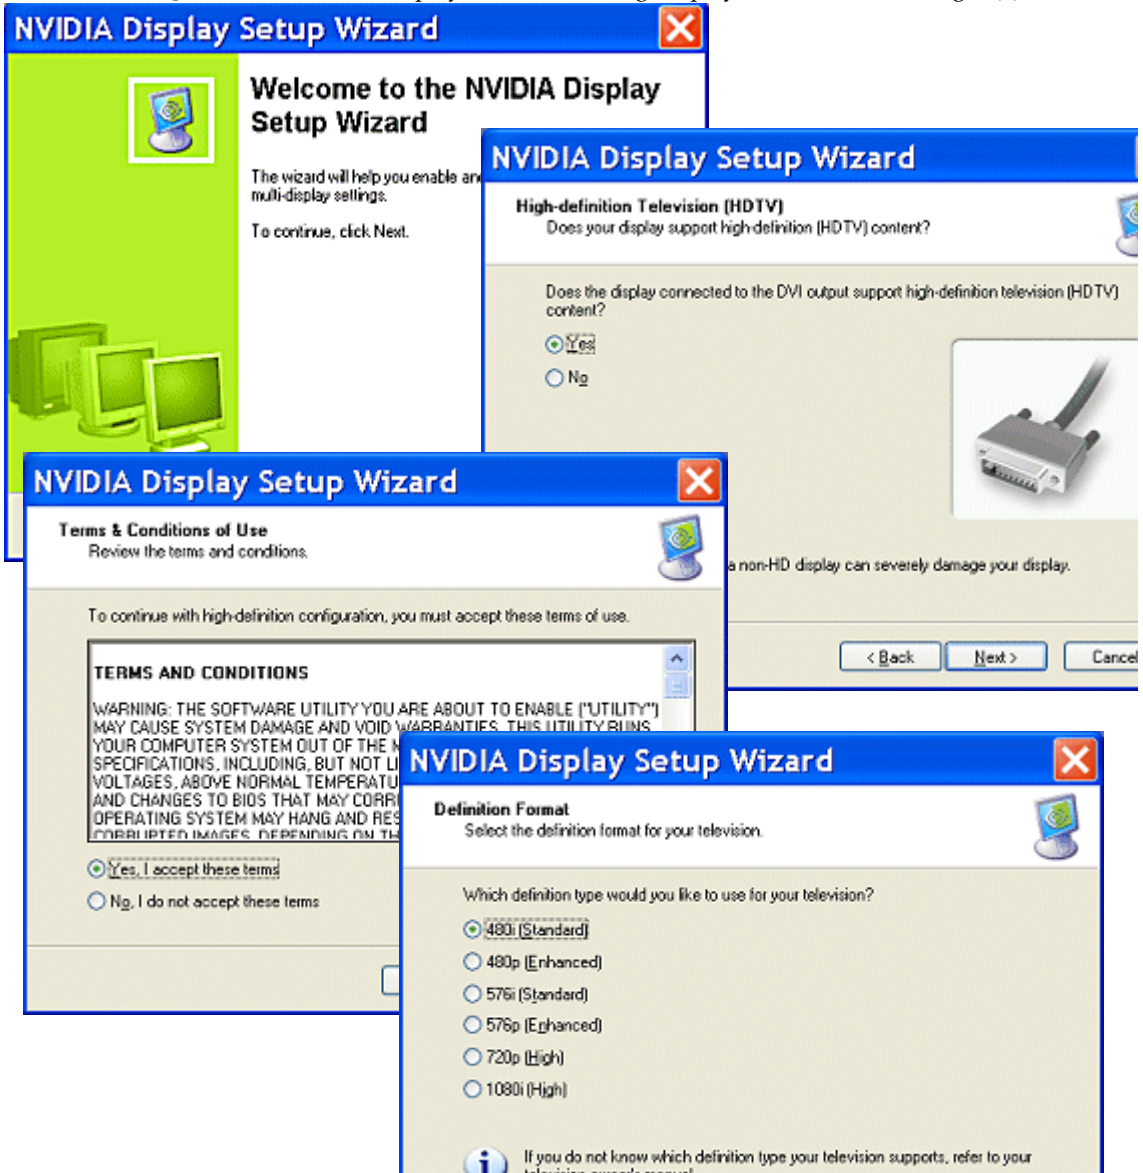 NVIDIA Display Setup Wizard
Welcome to the NVIDIA Display
Setup Wizard
The wizard will help you enable and
multi-display settings.
To continue, click Next.
NVIDIA Display Setup Wizard
High-definition Television (HDTV)
Does your display support high-definition (HDTV) content?
Does the display connected to the DVI output support high-definition television (HDTV)
content?
Yes
No
a non-HD display can severely damage your display.
< Back
Next >
Cancel
NVIDIA Display Setup Wizard
Terms & Conditions of Use
Review the terms and conditions.
To continue with high-definition configuration, you must accept these terms of use.
TERMS AND CONDITIONS
WARNING: THE SOFTWARE UTILITY YOU ARE ABOUT TO ENABLE ("UTILITY")
MAY CAUSE SYSTEM DAMAGE AND VOID WARRANTIES. THIS UTILITY RUNS
YOUR COMPUTER SYSTEM OUT OF THE
SPECIFICATIONS, INCLUDING, BUT NOT
VOLTAGES, ABOVE NORMAL
AND CHANGES TO BIOS THAT MAY
OPERATING SYSTEM MAY HANG AND
CORRUPTED IMAGES. DEPENDING ON
Yes, I accept these terms
No, I do not accept these terms
NVIDIA Display Setup Wizard
Definition Format
Select the definition format for your television.
Which definition type would you like to use for your television?
480i (Standard)
480p (Enhanced)
576i (Standard)
576p (Enhanced)
720p (High)
1080i (High)
If you do not know which definition type your television supports, refer to your